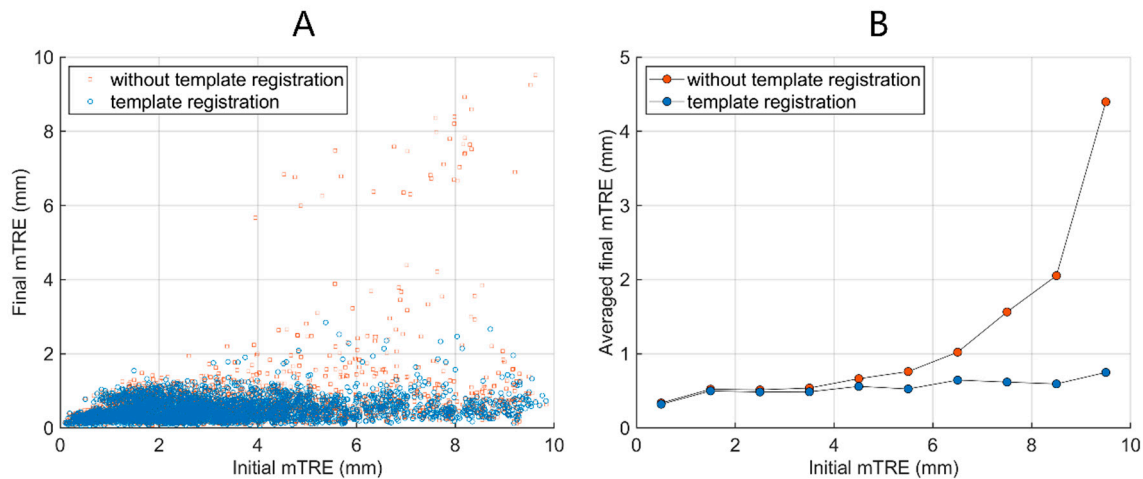 A
Final mTRE (mm)
10
8
6
4
2
0
without template registration
template registration
0 2 4 6 8 10
Initial mTRE (mm)
B
Averaged final mTRE (mm)
5
4
3
2
1
0
without template registration
template registration
0 2 4 6 8 10
Initial mTRE (mm)